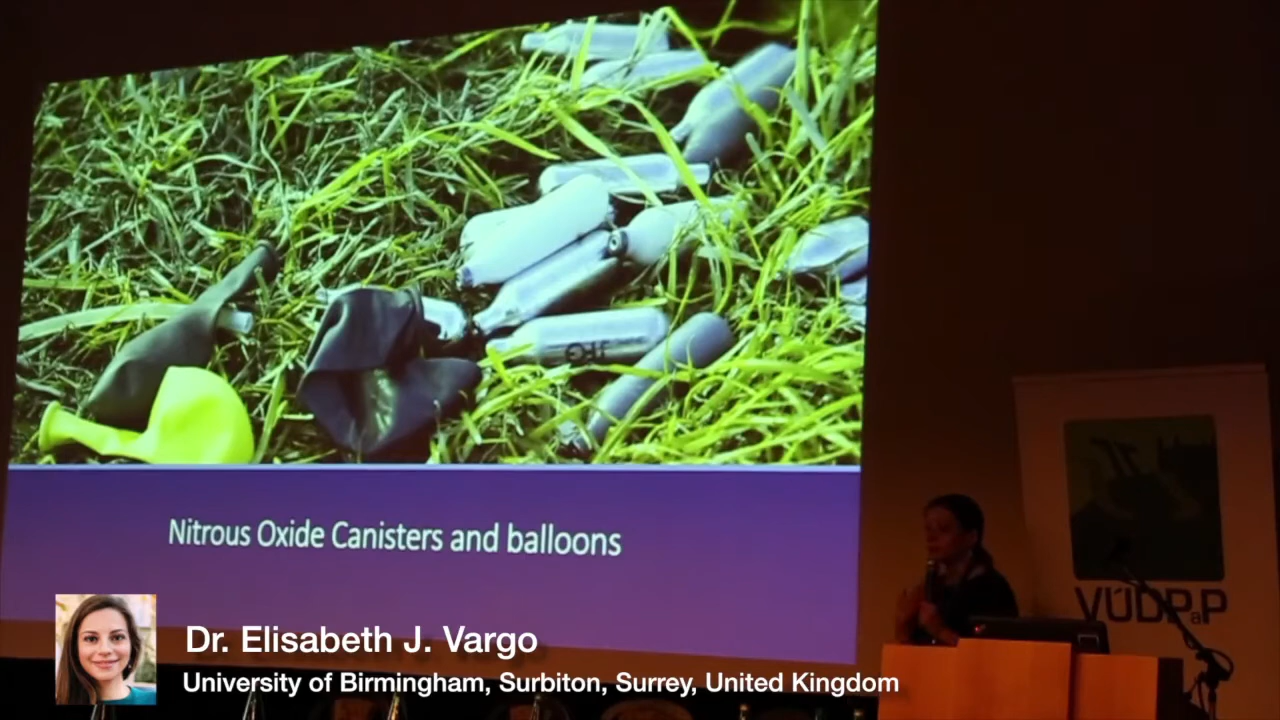 Nitrous Oxide Canisters and balloons
VÚDPaP
Dr. Elisabeth J. Vargo
University of Birmingham, Surbiton, Surrey, United Kingdom